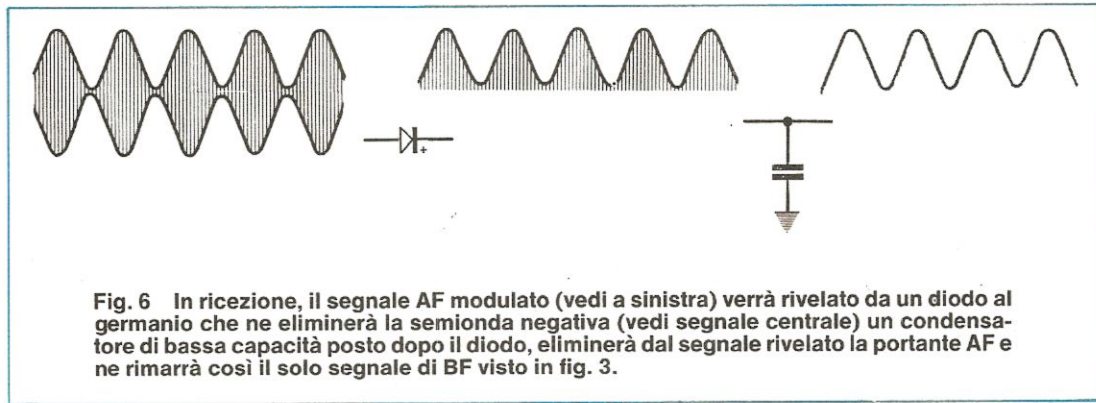 +
Fig. 6 In ricezione, il segnale AF modulato (vedi a sinistra) verrà rivelato da un diodo al
germanio che ne eliminerà la semionda negativa (vedi segnale centrale) un condensa-
tore di bassa capacità posto dopo il diodo, eliminerà dal segnale rivelato la portante AF e
ne rimarrà così il solo segnale di BF visto in fig. 3.